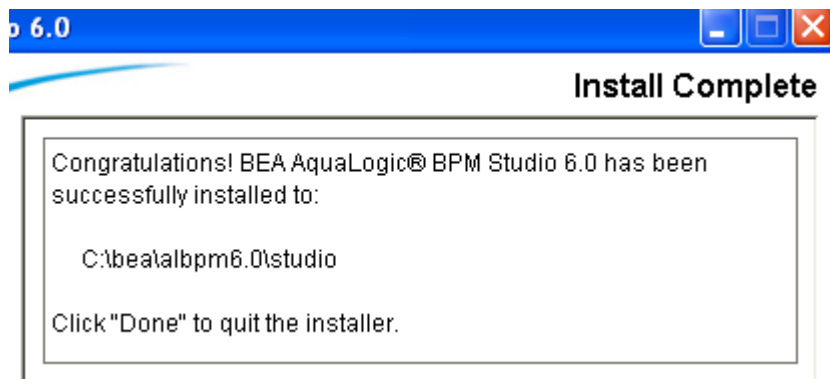 6.0
Install Complete
Congratulations! BEA AquaLogic® BPM Studio 6.0 has been
successfully installed to:
C:\bea\albpm6.0\studio
Click "Done" to quit the installer.